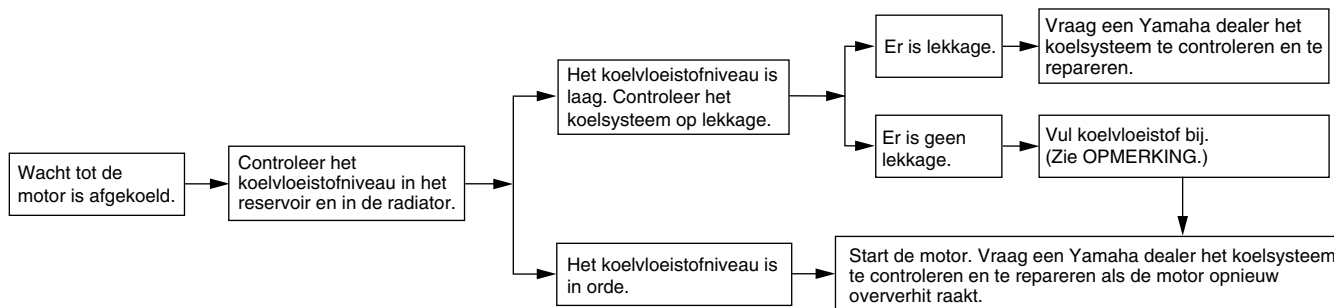 Wacht tot de
motor is afgekoeld.
Controleer het
koelvloeistofniveau in het
reservoir en in de radiator.
Het koelvloeistofniveau is
laag. Controleer het
koelsysteem op lekkage.
Er is lekkage.
Vraag een Yamaha dealer het
koelsysteem te controleren en te
repareren.
Er is geen
lekkage.
Vul koelvloeistof bij.
(Zie OPMERKING.)
Het koelvloeistofniveau is
in orde.
Start de motor. Vraag een Yamaha dealer het koelsysteem
te controleren en te repareren als de motor opnieuw
oververhit raakt.